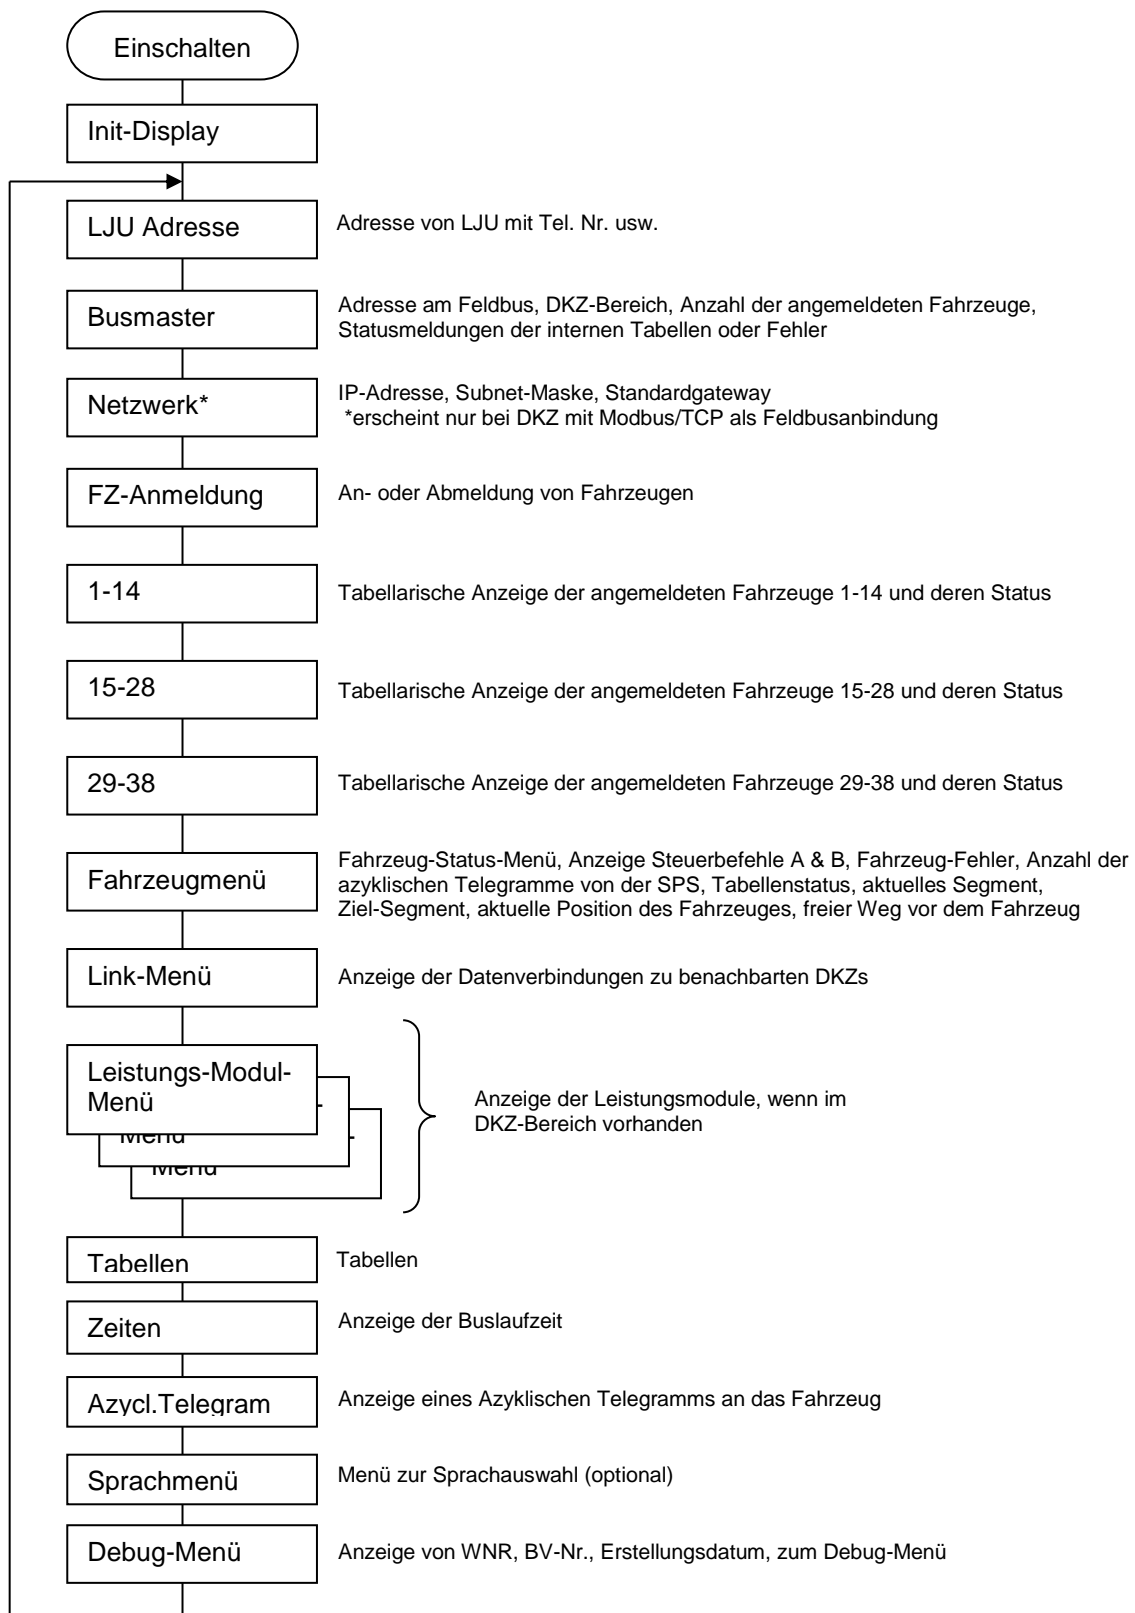 Einschalten
Init-Display
LJU Adresse
Adresse von LJU mit Tel. Nr. usw.
Busmaster
Adresse am Feldbus, DKZ-Bereich, Anzahl der angemeldeten Fahrzeuge,
Statusmeldungen der internen Tabellen oder Fehler
Netzwerk*
IP-Adresse, Subnet-Maske, Standardgateway
*erscheint nur bei DKZ mit Modbus/TCP als Feldbusanbindung
FZ-Anmeldung
An- oder Abmeldung von Fahrzeugen
1-14
Tabellarische Anzeige der angemeldeten Fahrzeuge 1-14 und deren Status
15-28
Tabellarische Anzeige der angemeldeten Fahrzeuge 15-28 und deren Status
29-38
Tabellarische Anzeige der angemeldeten Fahrzeuge 29-38 und deren Status
Fahrzeugmenü
Fahrzeug-Status-Menü, Anzeige Steuerbefehle A & B, Fahrzeug-Fehler, Anzahl der
azyklischen Telegramme von der SPS, Tabellenstatus, aktuelles Segment,
Ziel-Segment, aktuelle Position des Fahrzeuges, freier Weg vor dem Fahrzeug
Link-Menü
Anzeige der Datenverbindungen zu benachbarten DKZs
Leistungs-Modul-
Menü
-
Menü
-
Menü
Anzeige der Leistungsmodule, wenn im
DKZ-Bereich vorhanden
Tabellen
Tabellen
Zeiten
Anzeige der Buslaufzeit
Azycl.Telegram
Anzeige eines Azyklischen Telegramms an das Fahrzeug
Sprachmenü
Menü zur Sprachauswahl (optional)
Debug-Menü
Anzeige von WNR, BV-Nr., Erstellungsdatum, zum Debug-Menü